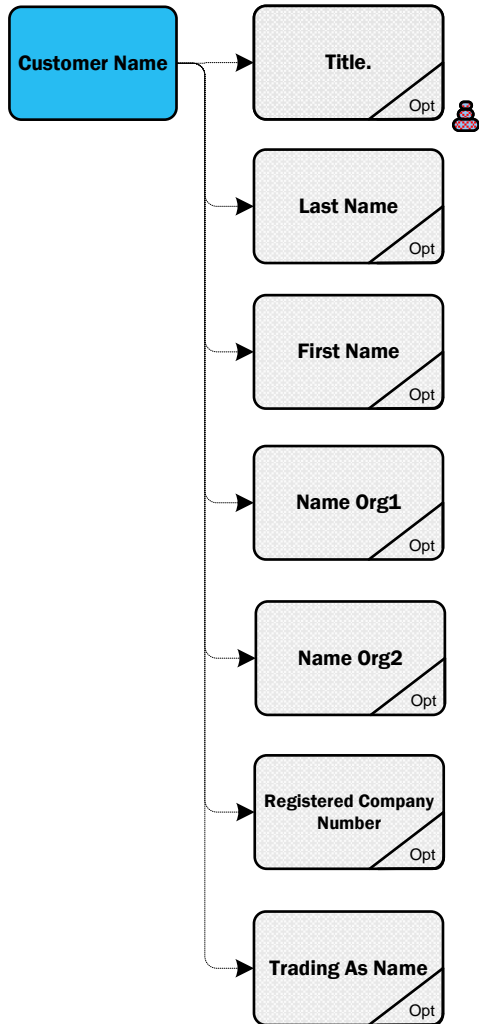 Customer Name
Title.
Opt
Last Name
Opt
First Name
Opt
Name Org1
Opt
Name Org2
Opt
Registered Company
Number
Opt
Trading As Name
Opt